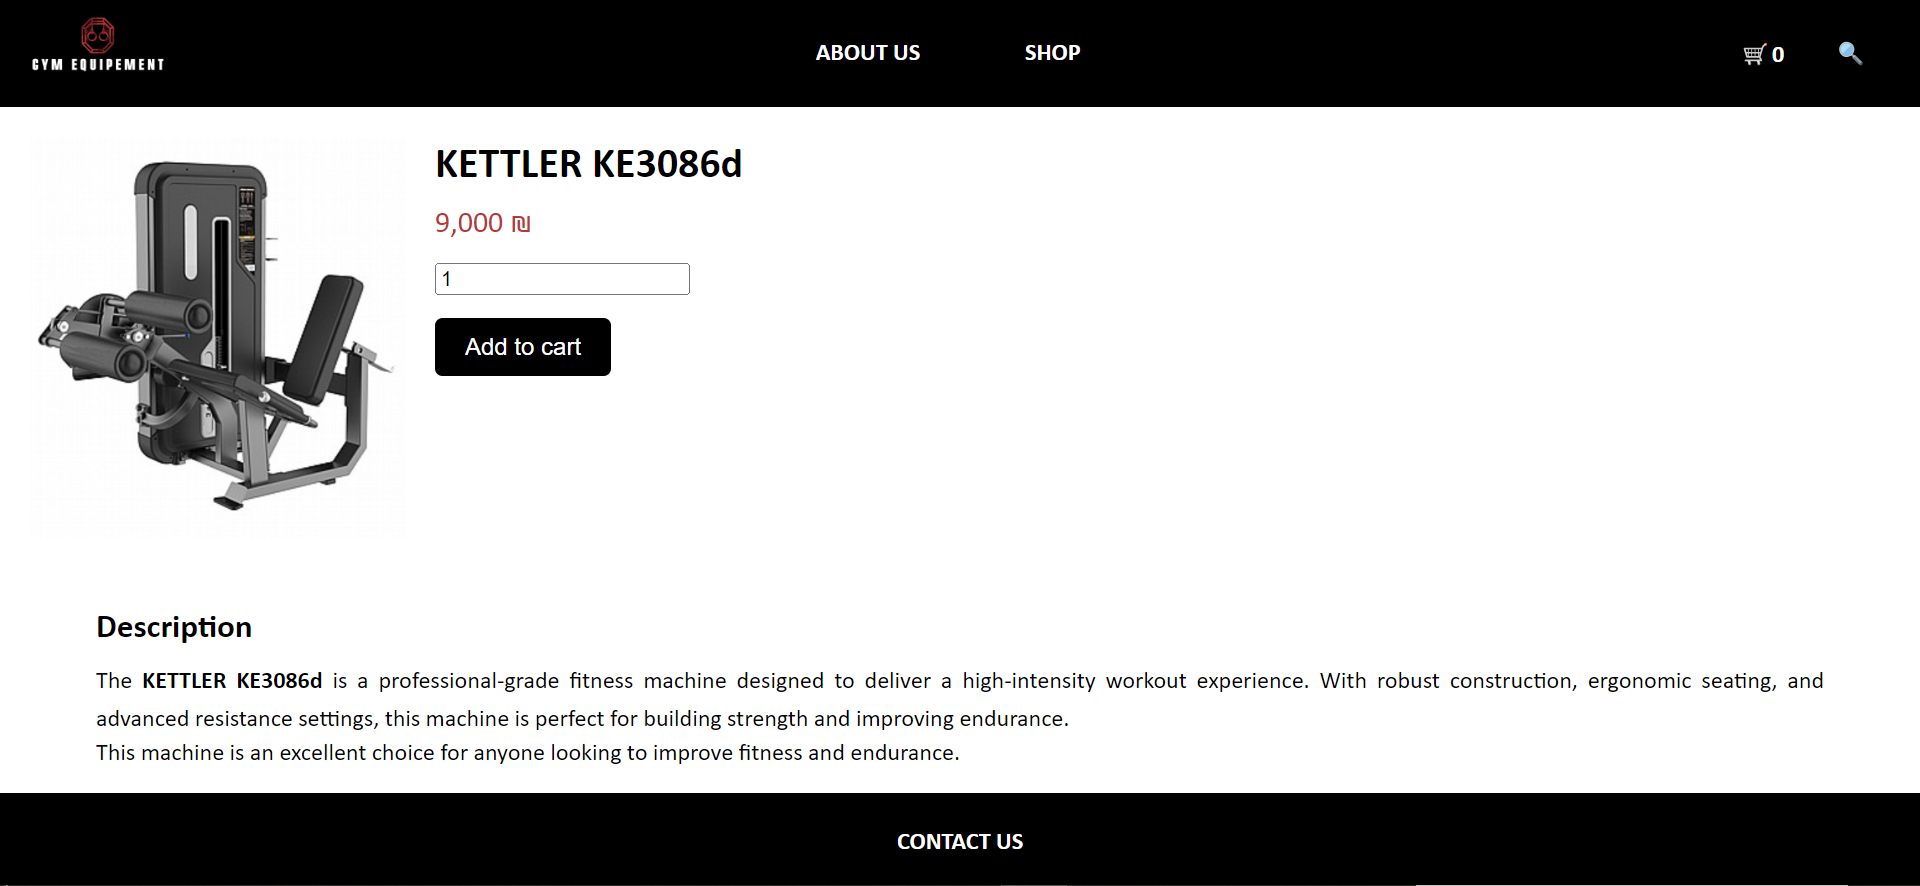 GYM EQUIPEMENT
ABOUT US
SHOP
0
KETTLER KE3086d
9,000 ₪
1
Add to cart
Description
The KETTLER KE3086d is a professional-grade fitness machine designed to deliver a high-intensity workout experience. With robust construction, ergonomic seating, and
advanced resistance settings, this machine is perfect for building strength and improving endurance.
This machine is an excellent choice for anyone looking to improve fitness and endurance.
CONTACT US